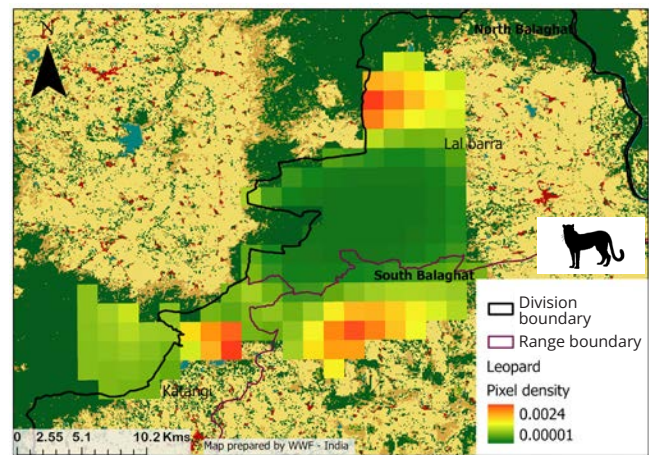 N
North Balaghat
Lal barra
South Balaghat
Katangi
Division
boundary
Range boundary
Leopard
Pixel density
0.0024
0.00001
0 2.55 5.1 10.2 Kms
Map prepared by WWF - India